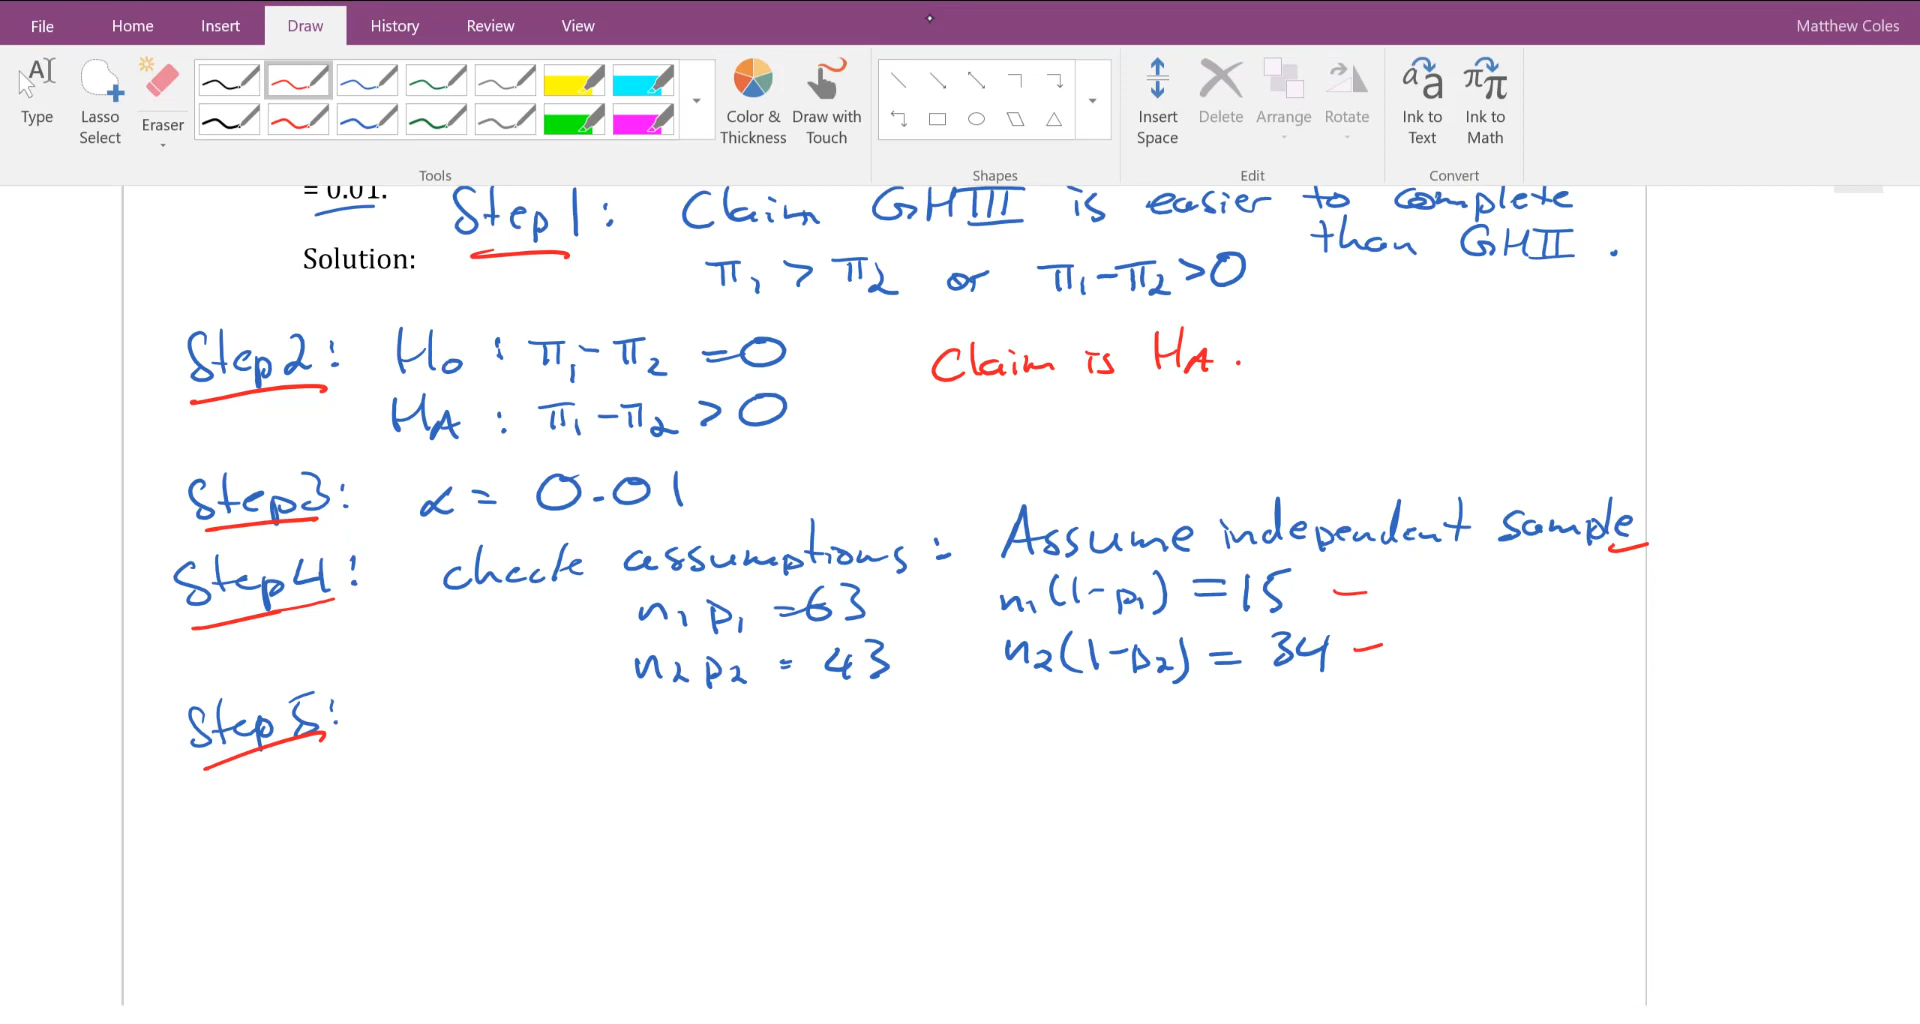 File Home Insert Draw History Review View Matthew Coles
Type
Lasso Select
Eraser
Color & Thickness
Draw with Touch
Insert Space
Delete
Arrange
Rotate
Ink to Text
Ink to Math
Tools Shapes Edit Convert
= 0.01.
Step 1: Claim GHIII is easier to complete
than GHII.
Solution:
π₁ > π₂ or π₁-π₂>0
Step 2: H₀ : π₁-π₂ =0 Claim is HA.
HA : π₁-π₂ > 0
Step 3: α = 0.01
Step 4: check assumptions: Assume independent sample
n₁ p₁ =63 n₁(1-p₁) = 15
n₂ p₂ = 43 n₂(1-p₂) = 34
Step 5: